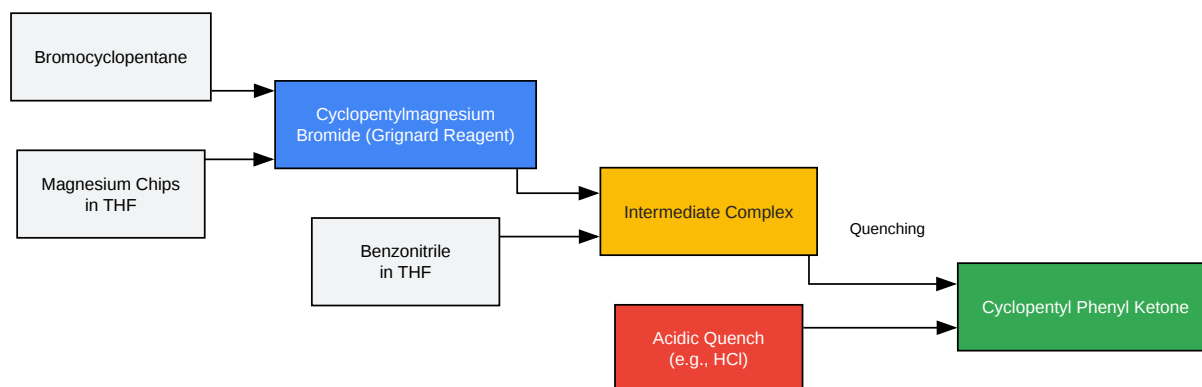 Bromocyclopentane
Magnesium Chips
in THF
Cyclopentylmagnesium
Bromide (Grignard Reagent)
Benzonitrile
in THF
Intermediate Complex
Quenching
Acidic Quench
(e.g., HCl)
Cyclopentyl Phenyl Ketone